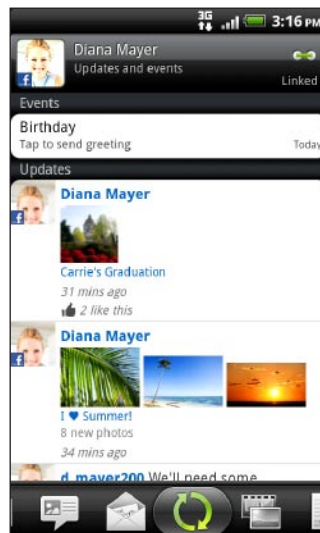 3G
3:16 PM
Diana Mayer
Updates and events
Linked
Events
Birthday
Tap to send greeting
Today
Updates
Diana Mayer
Carrie's Graduation
31 mins ago
2 like this
Diana Mayer
I ♥ Summer!
8 new photos
34 mins ago
d_mayer200 We'll need some